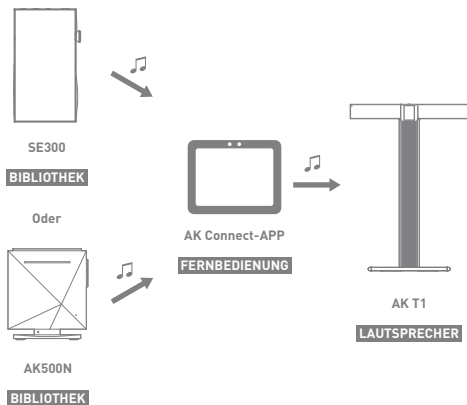 SE300
BIBLIOTHEK
Oder
AK500N
BIBLIOTHEK
AK Connect-APP
FERNBEDIENUNG
AK T1
LAUTSPRECHER